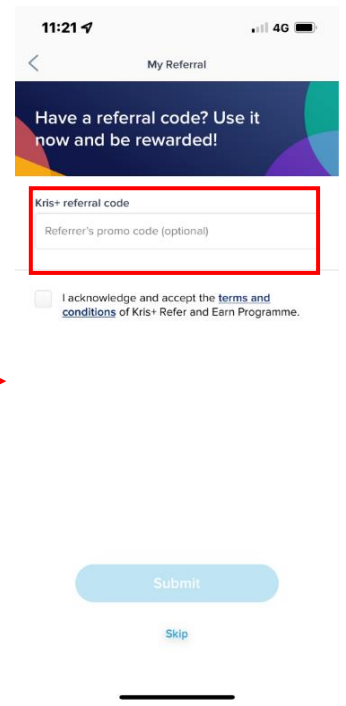 11:21
4G
My Referral
Have a referral code? Use it
now and be rewarded!
Kris+ referral code
Referrer's promo code (optional)
I acknowledge and accept the terms and
conditions of Kris+ Refer and Earn Programme.
Submit
Skip